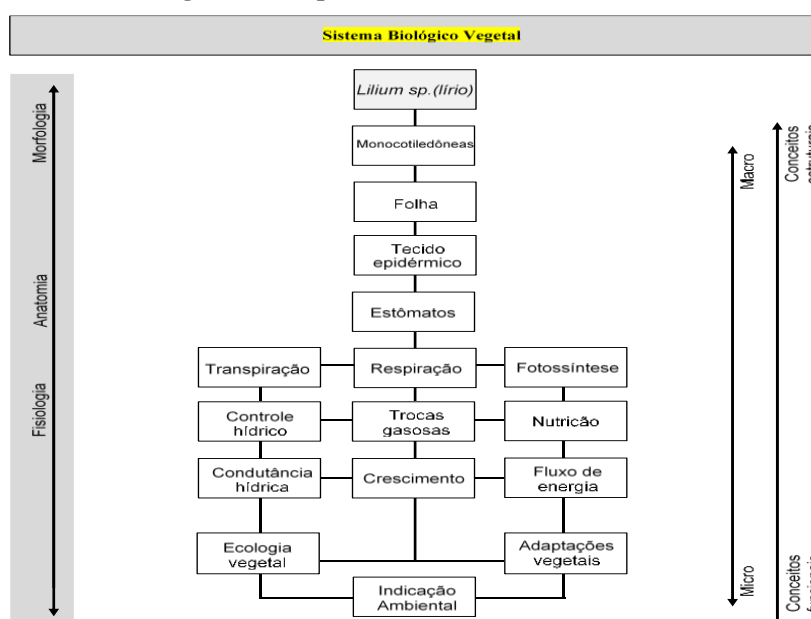 Sistema Biológico Vegetal
Lilium sp.(lírio)
Monocotiledôneas
Folha
Tecido
epidérmico
Estômatos
Transpiração
Respiração
Fotossíntese
Controle
hídrico
Trocas
gasosas
Nutricão
Condutância
hídrica
Crescimento
Fluxo de
energia
Ecologia
vegetal
Adaptações
vegetais
Indicação
Ambiental
Morfologia
Anatomia
Fisiologia
Macro
Micro
Conceitos
Conceitos